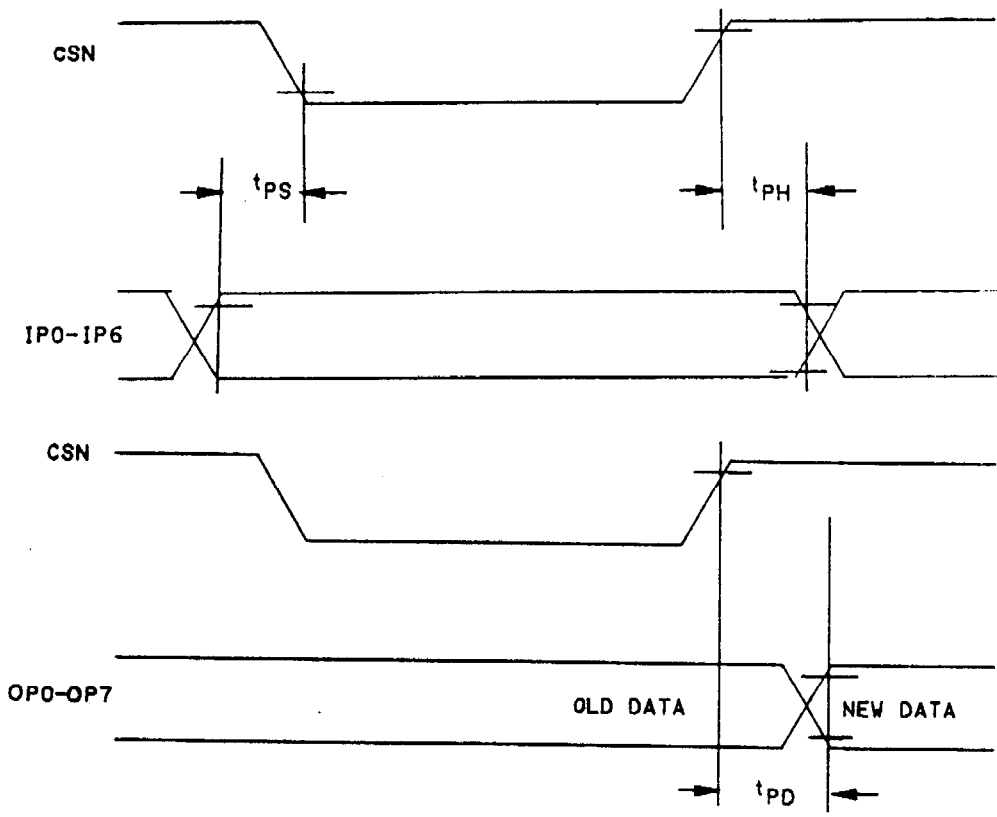 CSN
tPS
tPH
IP0-IP6
CSN
OP0-OP7
OLD DATA
NEW DATA
tPD